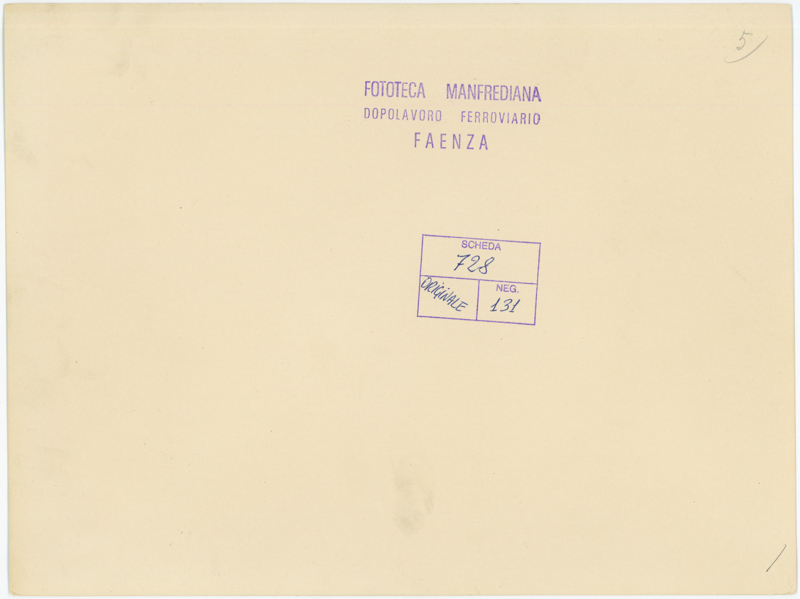 5
FOTOTECA MANFREDIANA
DOPOLAVORO FERROVIARIO
FAENZA
SCHEDA
728
ORIGINALE
NEG.
131